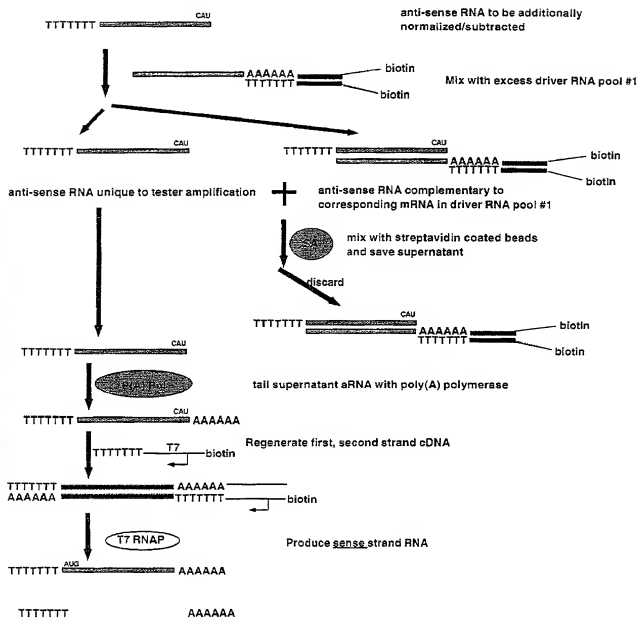 CAU
TTTTTTT
anti-sense RNA to be additionally
normalized/subtracted
AAAAAA
TTTTTTT
biotin
biotin
Mix with excess driver RNA pool #1
CAU
TTTTTTT
CAU
TTTTTTT
AAAAAA
TTTTTTT
biotin
biotin
anti-sense RNA unique to tester amplification
+
anti-sense RNA complementary to
corresponding mRNA in driver RNA pool #1
SA
mix with streptavidin coated beads
and save supernatant
discard
TTTTTTT
CAU
AAAAAA
TTTTTTT
biotin
biotin
CAU
TTTTTTT
tail supernatant aRNA with poly(A) polymerase
CAU
TTTTTTT
AAAAAA
Regenerate first, second strand cDNA
TTTTTTT
T7
biotin
TTTTTTT
AAAAAA
AAAAAA
TTTTTTT
biotin
T7 RNAP
Produce sense strand RNA
AUG
TTTTTTT
AAAAAA
TTTTTTT
AAAAAA